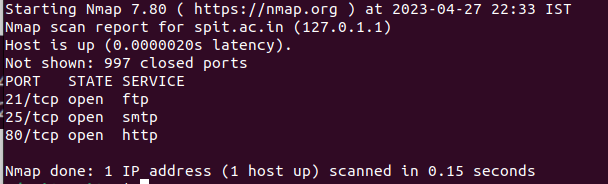 Starting Nmap 7.80 ( https://nmap.org ) at 2023-04-27 22:33 IST
Nmap scan report for spit.ac.in (127.0.1.1)
Host is up (0.0000020s latency).
Not shown: 997 closed ports
PORT   STATE SERVICE
21/tcp open  ftp
25/tcp open  smtp
80/tcp open  http
Nmap done: 1 IP address (1 host up) scanned in 0.15 seconds